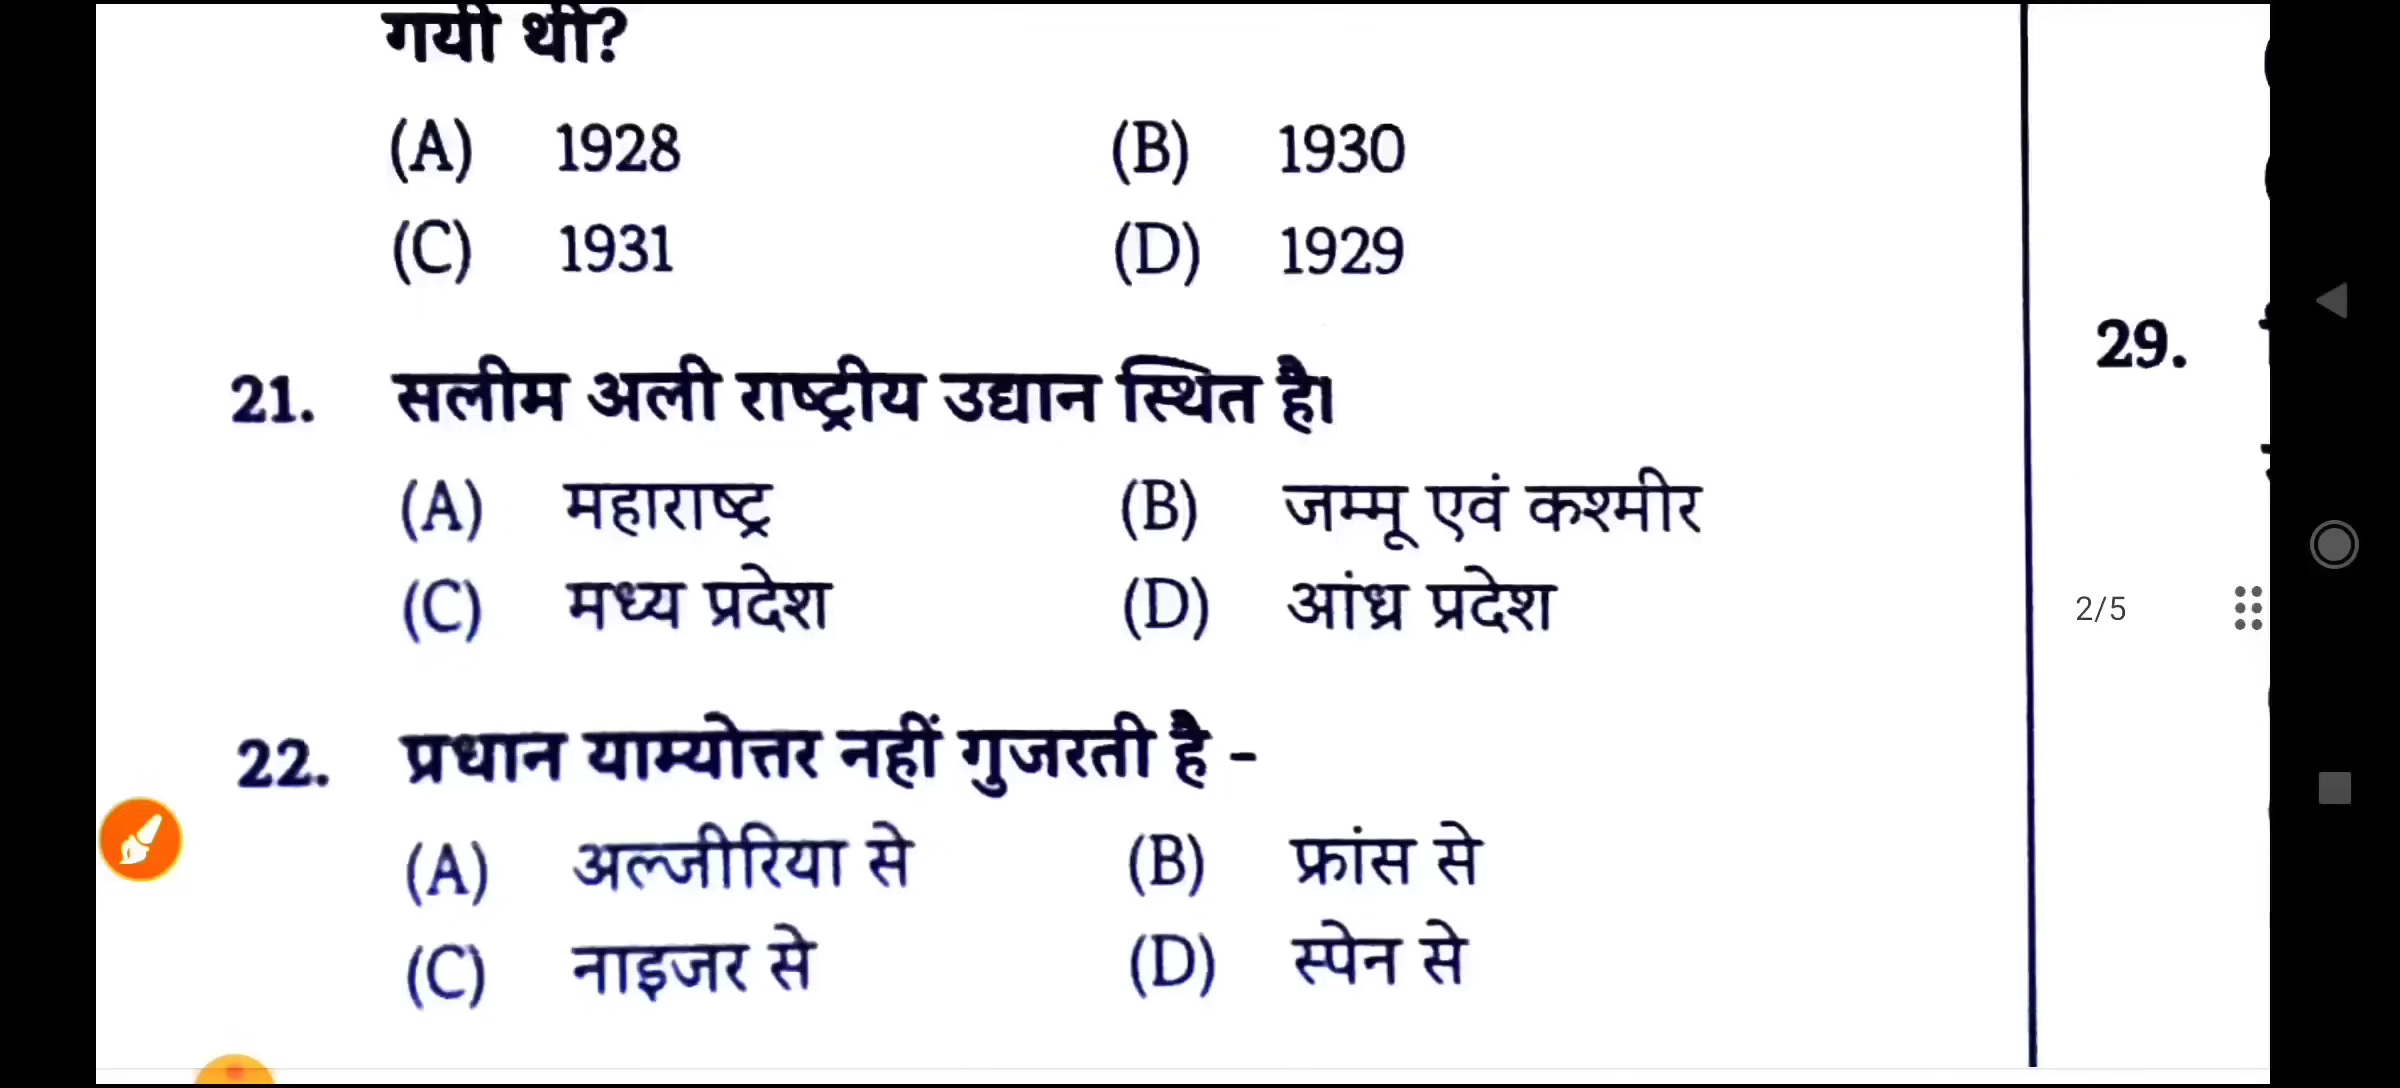 गयी थी?
(A) 1928 (B) 1930
(C) 1931 (D) 1929
21. सलीम अली राष्ट्रीय उद्यान स्थित है।
(A) महाराष्ट्र (B) जम्मू एवं कश्मीर
(C) मध्य प्रदेश (D) आंध्र प्रदेश
22. प्रधान याम्योत्तर नहीं गुजरती है -
(A) अल्जीरिया से (B) फ्रांस से
(C) नाइजर से (D) स्पेन से
29.
2/5